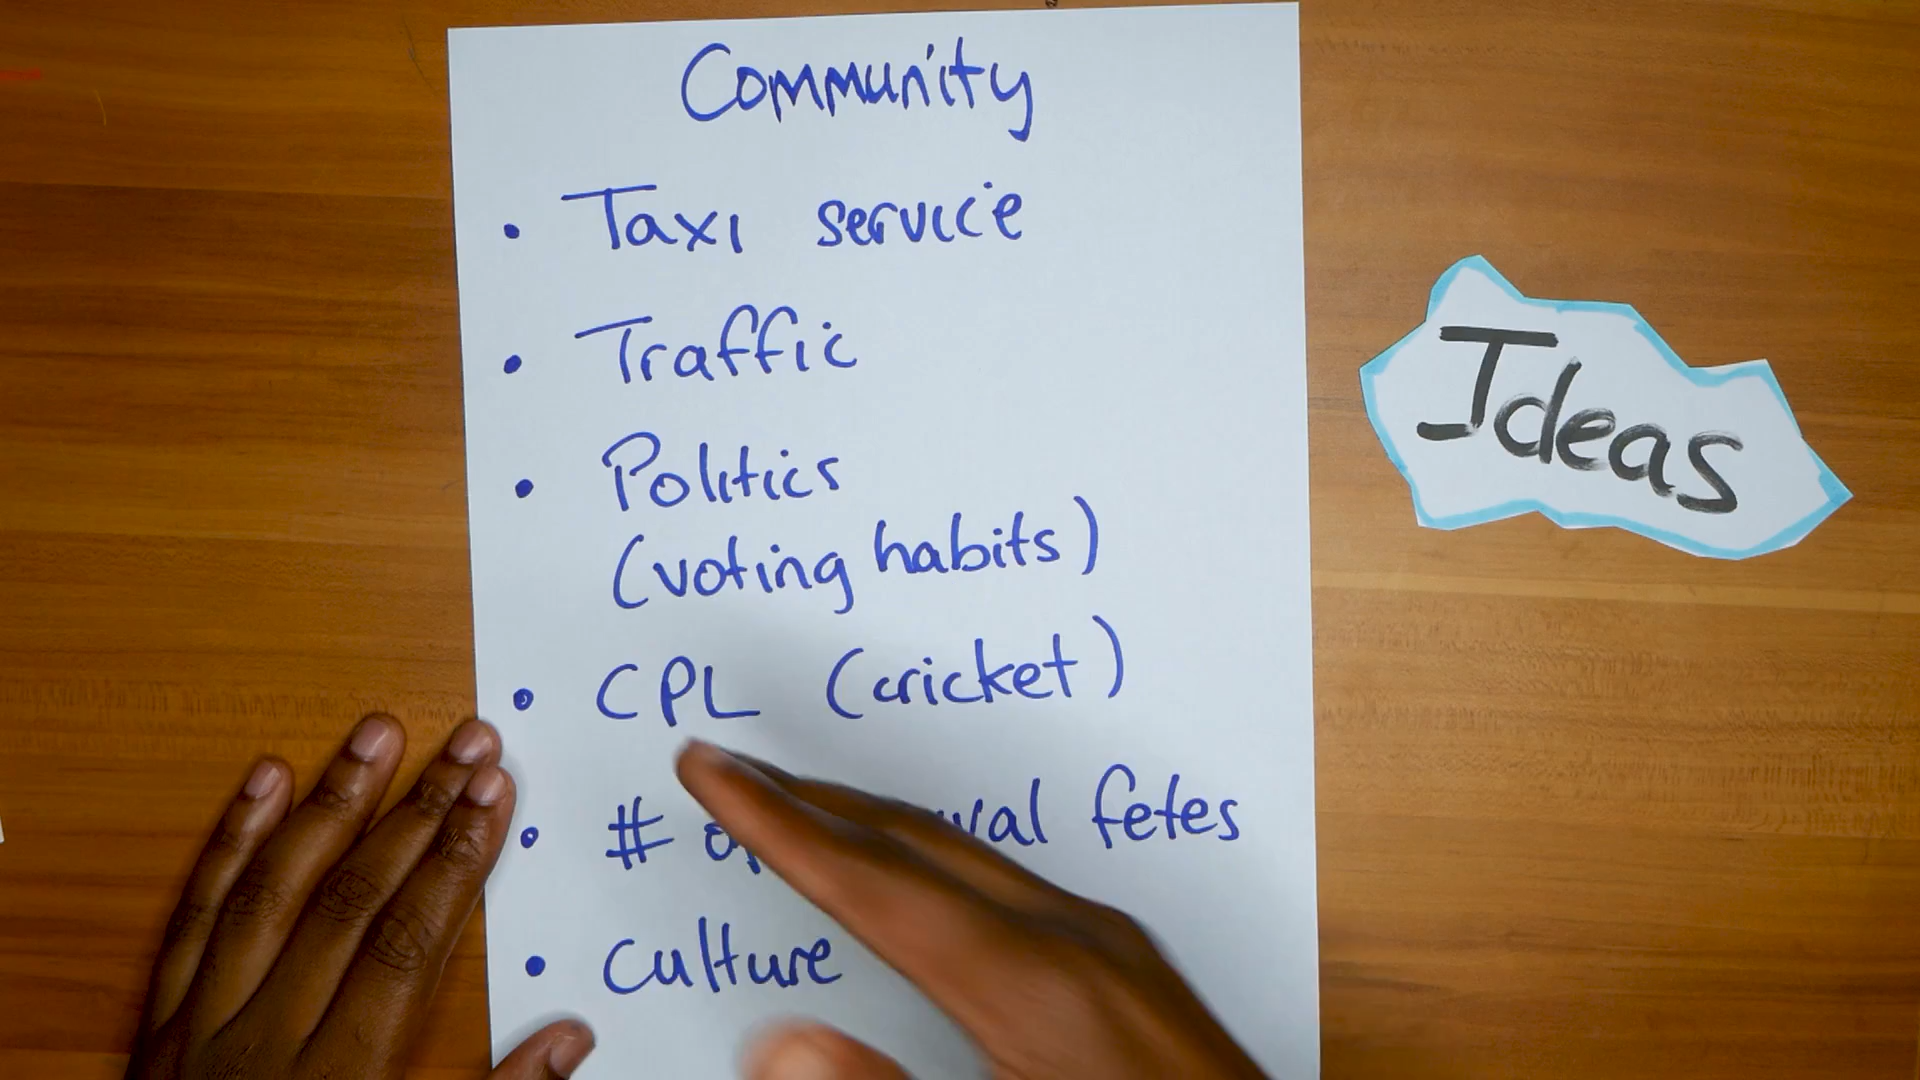 Community
• Taxi service
• Traffic
• Politics
(voting habits)
• CPL (cricket)
• # fetes
• Culture
Ideas